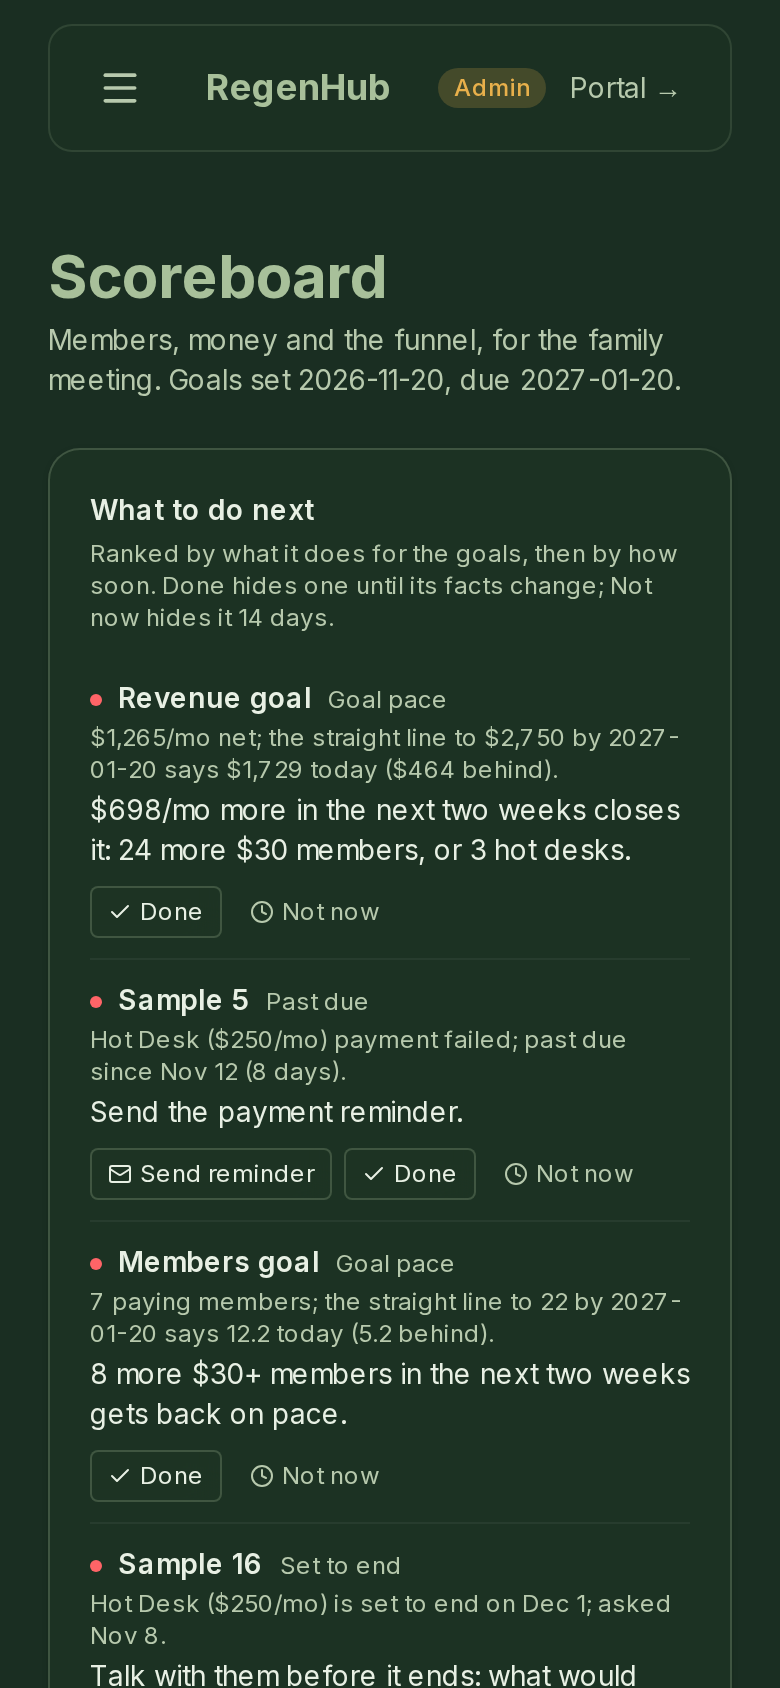 RegenHub
Admin
Portal →
Scoreboard
Members, money and the funnel, for the family
meeting. Goals set 2026-11-20, due 2027-01-20.
What to do next
Ranked by what it does for the goals, then by how
soon. Done hides one until its facts change; Not
now hides it 14 days.
Revenue goal Goal pace
$1,265/mo net; the straight line to $2,750 by 2027-
01-20 says $1,729 today ($464 behind).
$698/mo more in the next two weeks closes
it: 24 more $30 members, or 3 hot desks.
Done Not now
Sample 5 Past due
Hot Desk ($250/mo) payment failed; past due
since Nov 12 (8 days).
Send the payment reminder.
Send reminder Done Not now
Members goal Goal pace
7 paying members; the straight line to 22 by 2027-
01-20 says 12.2 today (5.2 behind).
8 more $30+ members in the next two weeks
gets back on pace.
Done Not now
Sample 16 Set to end
Hot Desk ($250/mo) is set to end on Dec 1; asked
Nov 8.
Talk with them before it ends: what would